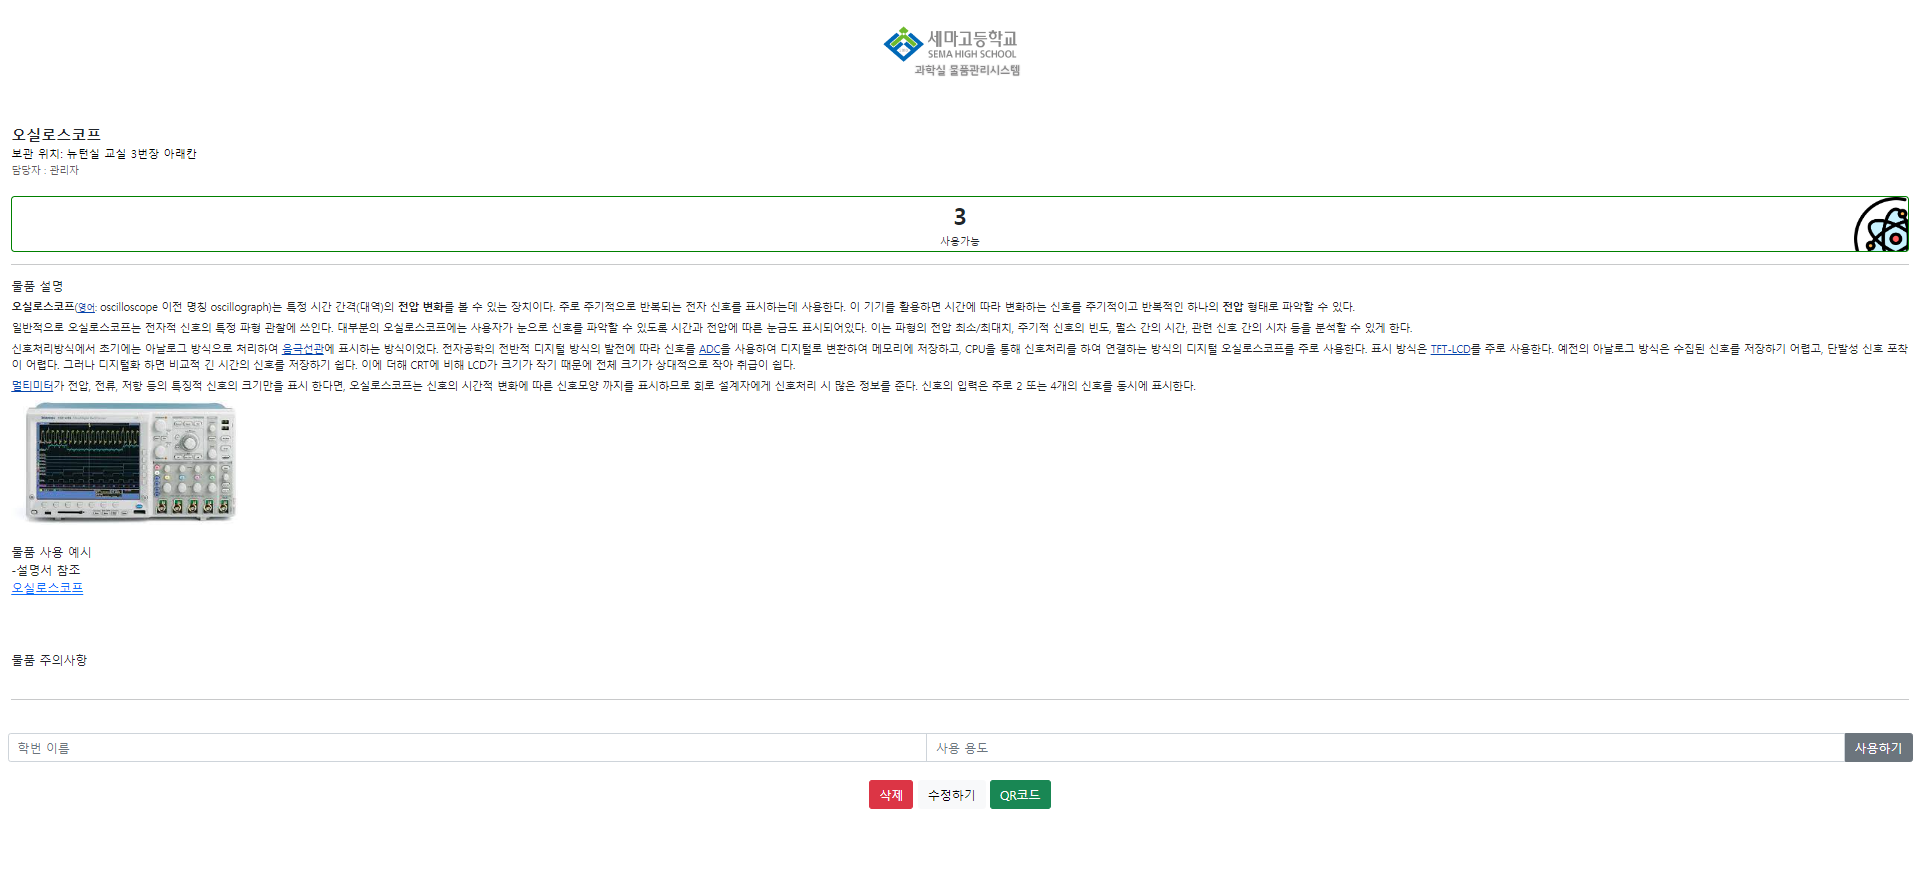 세마고등학교
SEMA HIGH SCHOOL
과학실 물품관리시스템
오실로스코프
보관 위치: 뉴턴실 교실 3번장 아래칸
담당자 : 관리자
3
사용가능
물품 설명
오실로스코프(영어: oscilloscope 이전 명칭 oscillograph)는 특정 시간 간격(대역)의 전압 변화를 볼 수 있는 장치이다. 주로 주기적으로 반복되는 전자 신호를 표시하는데 사용한다. 이 기기를 활용하면 시간에 따라 변화하는 신호를 주기적이고 반복적인 하나의 전압 형태로 파악할 수 있다.
일반적으로 오실로스코프는 전자적 신호의 특정 파형 관찰에 쓰인다. 대부분의 오실로스코프에는 사용자가 눈으로 신호를 파악할 수 있도록 시간과 전압에 따른 눈금도 표시되어있다. 이는 파형의 전압 최소/최대치, 주기적 신호의 빈도, 펄스 간의 시간, 관련 신호 간의 시차 등을 분석할 수 있게 한다.
신호처리방식에서 초기에는 아날로그 방식으로 처리하여 음극선관에 표시하는 방식이었다. 전자공학의 전반적 디지털 방식의 발전에 따라 신호를 ADC을 사용하여 디지털로 변환하여 메모리에 저장하고, CPU을 통해 신호처리를 하여 연결하는 방식의 디지털 오실로스코프를 주로 사용한다. 표시 방식은 TFT-LCD를 주로 사용한다. 예전의 아날로그 방식은 수집된 신호를 저장하기 어렵고, 단발성 신호 포착
이 어렵다. 그러나 디지털화 하면 비교적 긴 시간의 신호를 저장하기 쉽다. 이에 더해 CRT에 비해 LCD가 크기가 작기 때문에 전체 크기가 상대적으로 작아 취급이 쉽다.
멀티미터가 전압, 전류, 저항 등의 특징적 신호의 크기만을 표시 한다면, 오실로스코프는 신호의 시간적 변화에 따른 신호모양 까지를 표시하므로 회로 설계자에게 신호처리 시 많은 정보를 준다. 신호의 입력은 주로 2 또는 4개의 신호를 동시에 표시한다.
물품 사용 예시
-설명서 참조
오실로스코프
물품 주의사항
학번 이름
사용 용도
사용하기
삭제
수정하기
QR코드